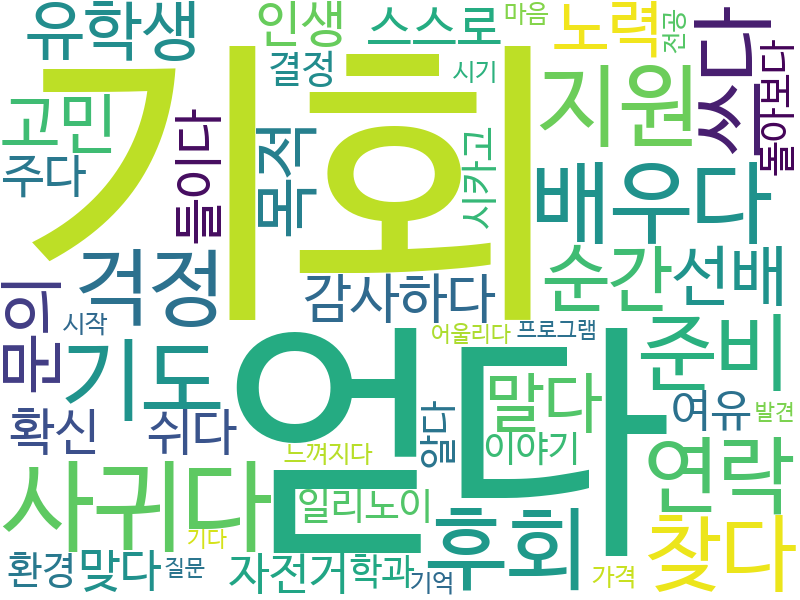 유학생
인생
스스로
마음
노력
전공
쓰다
돌아보다
결정
시기
기회
지원
고민
주다
들이다
목적
시카고
배우다
걱정
감사하다
순간
선배
문의
시작
기도
얻다
어울리다
프로그램
준비
확신
쉬다
말다
여유
발견
알다
이야기
느껴지다
사귀다
일리노이
연락
기다
후회
찾다
환경
맞다
질문
자전거
학과
기억
가격